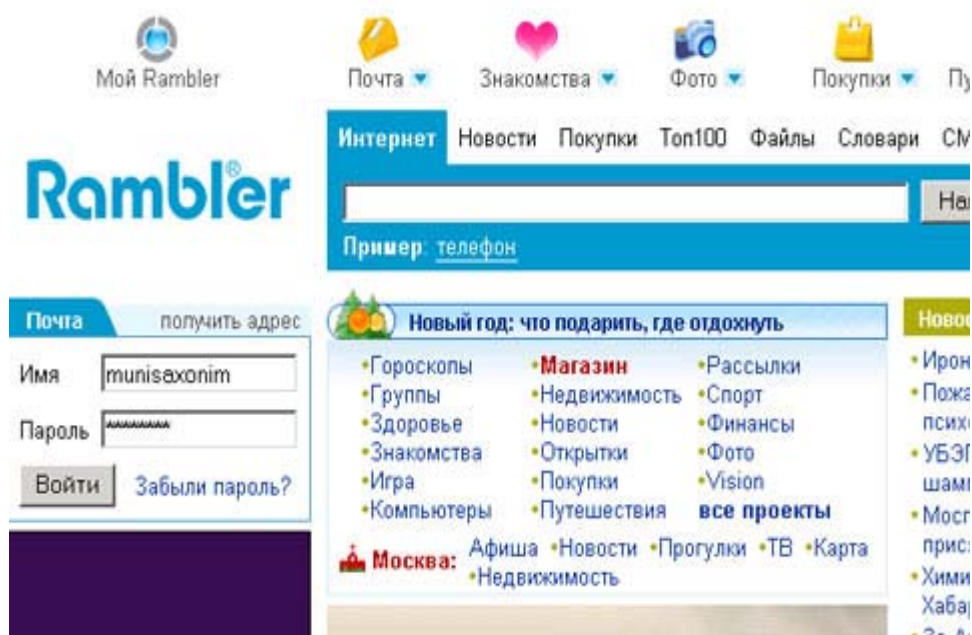 Мой Rambler
Почта
Знакомства
Фото
Покупки
Интернет Новости Покупки Топ100 Файлы Словари
Rambler®
Пример: телефон
Почта получить адрес
Имя munisaxonim
Пароль *********
Войти Забыли пароль?
Новый год: что подарить, где отдохнуть
•Гороскопы •Магазин •Рассылки
•Группы •Недвижимость •Спорт
•Здоровье •Новости •Финансы
•Знакомства •Открытки •Фото
•Игра •Покупки •Vision
•Компьютеры •Путешествия все проекты
Москва: Афиша •Новости •Прогулки •ТВ •Карта
•Недвижимость